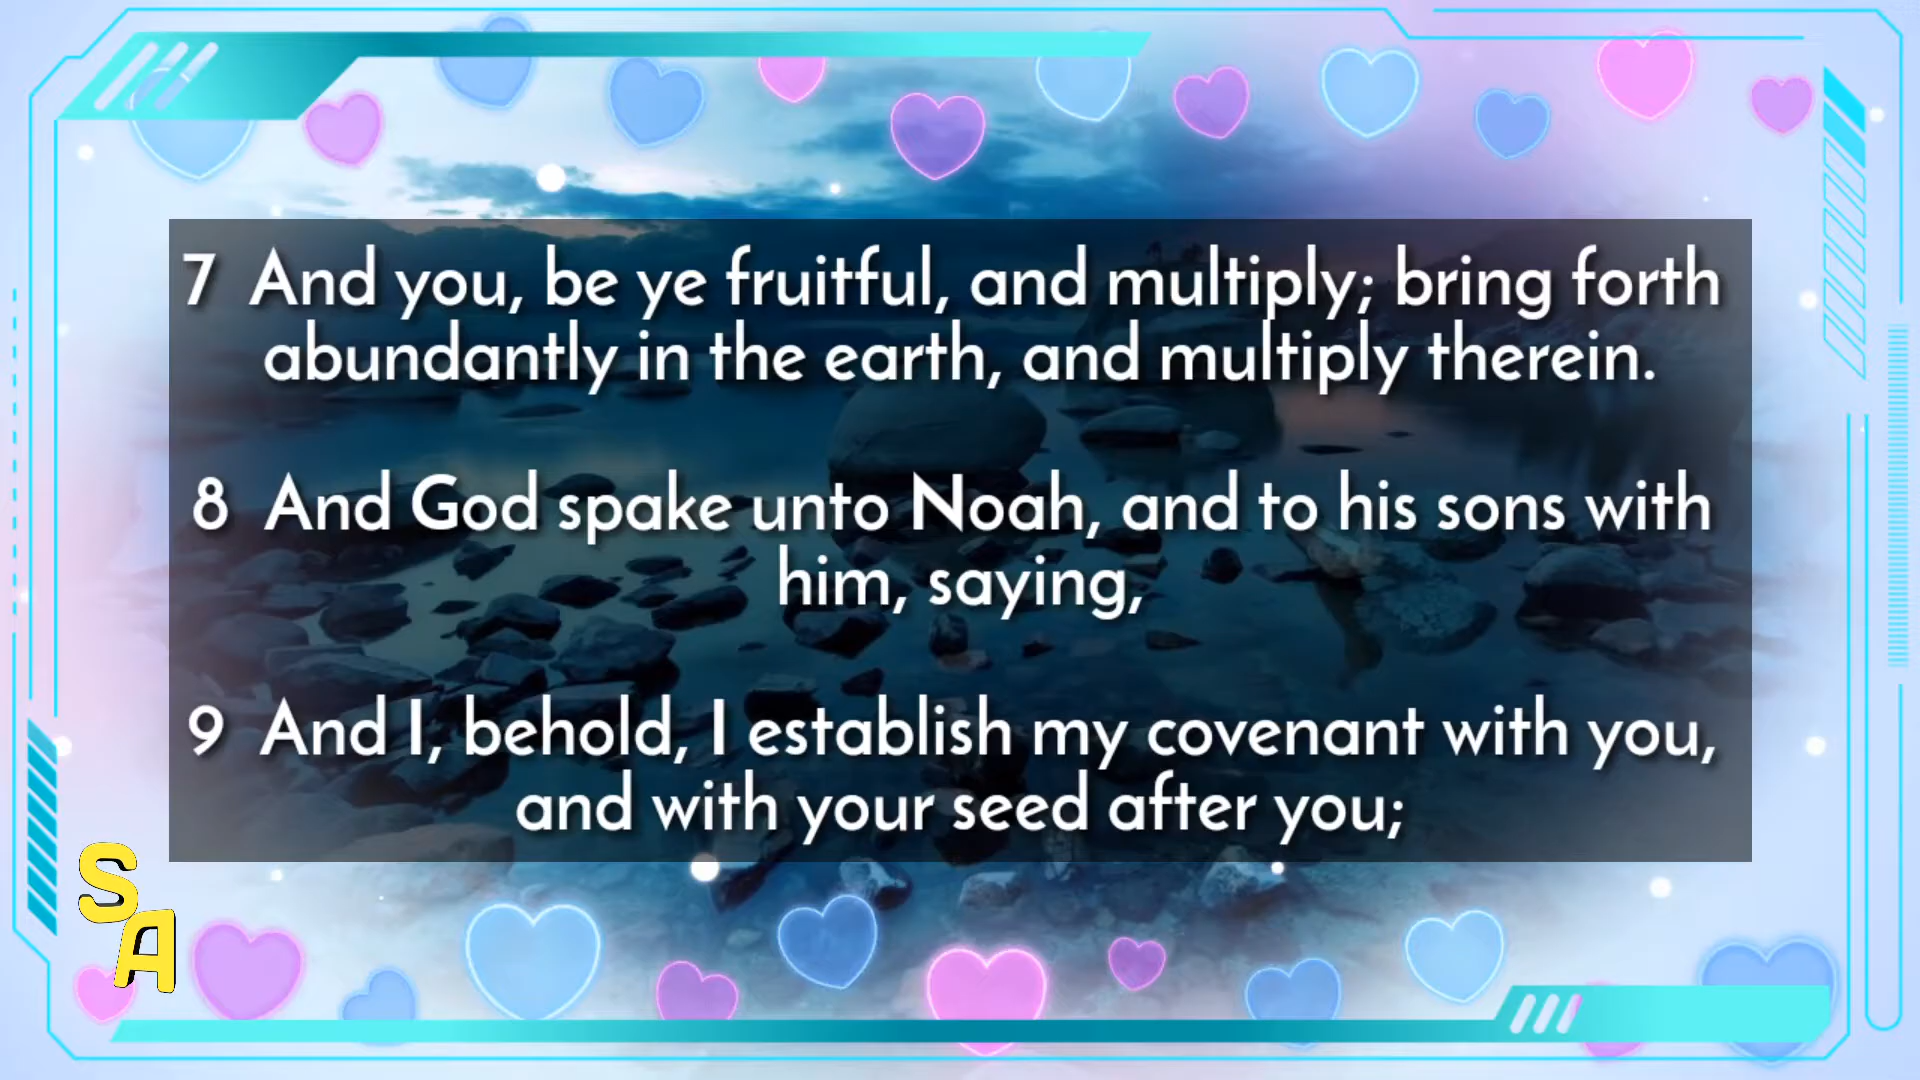 7 And you, be ye fruitful, and multiply; bring forth
abundantly in the earth, and multiply therein.
8 And God spake unto Noah, and to his sons with
him, saying,
9 And I, behold, I establish my covenant with you,
and with your seed after you;
S
A